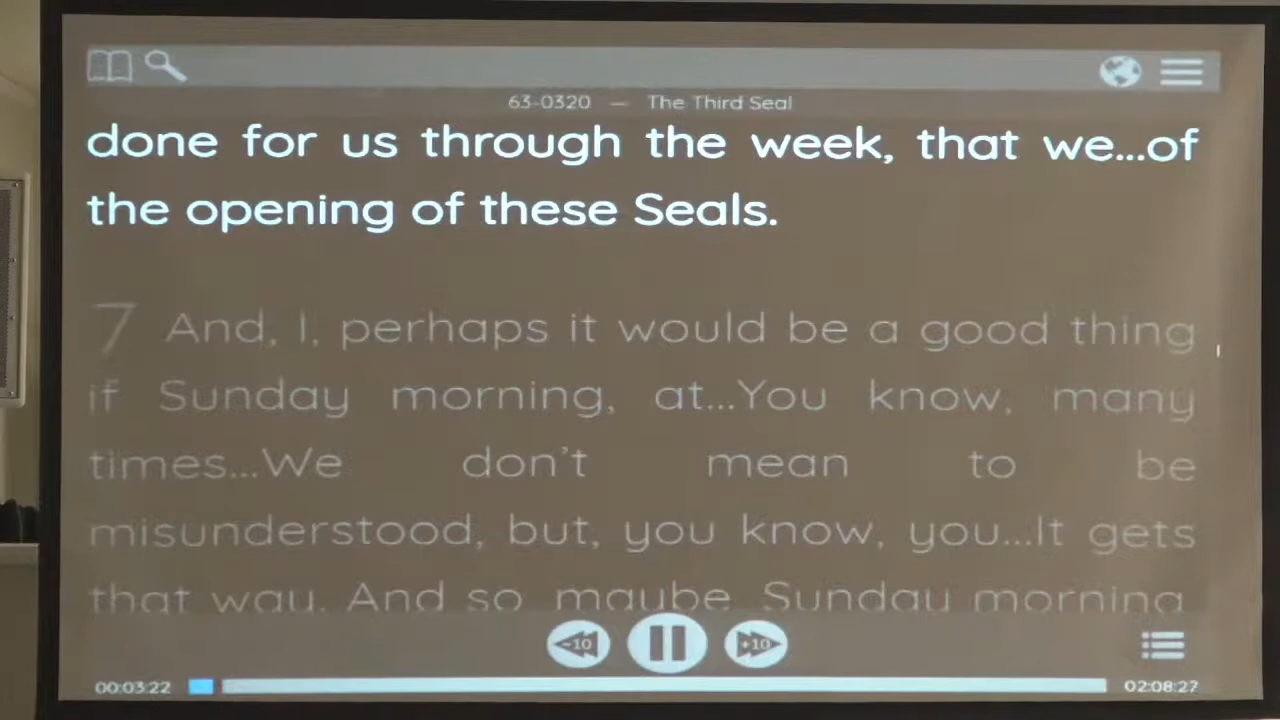 63-0320 — The Third Seal
done for us through the week, that we...of
the opening of these Seals.
7 And, I, perhaps it would be a good thing
if Sunday morning, at...You know, many
times...We don't mean to be
misunderstood, but, you know, you...It gets
that way. And so maybe Sunday morning
-10 +10
00:03:22 02:08:27